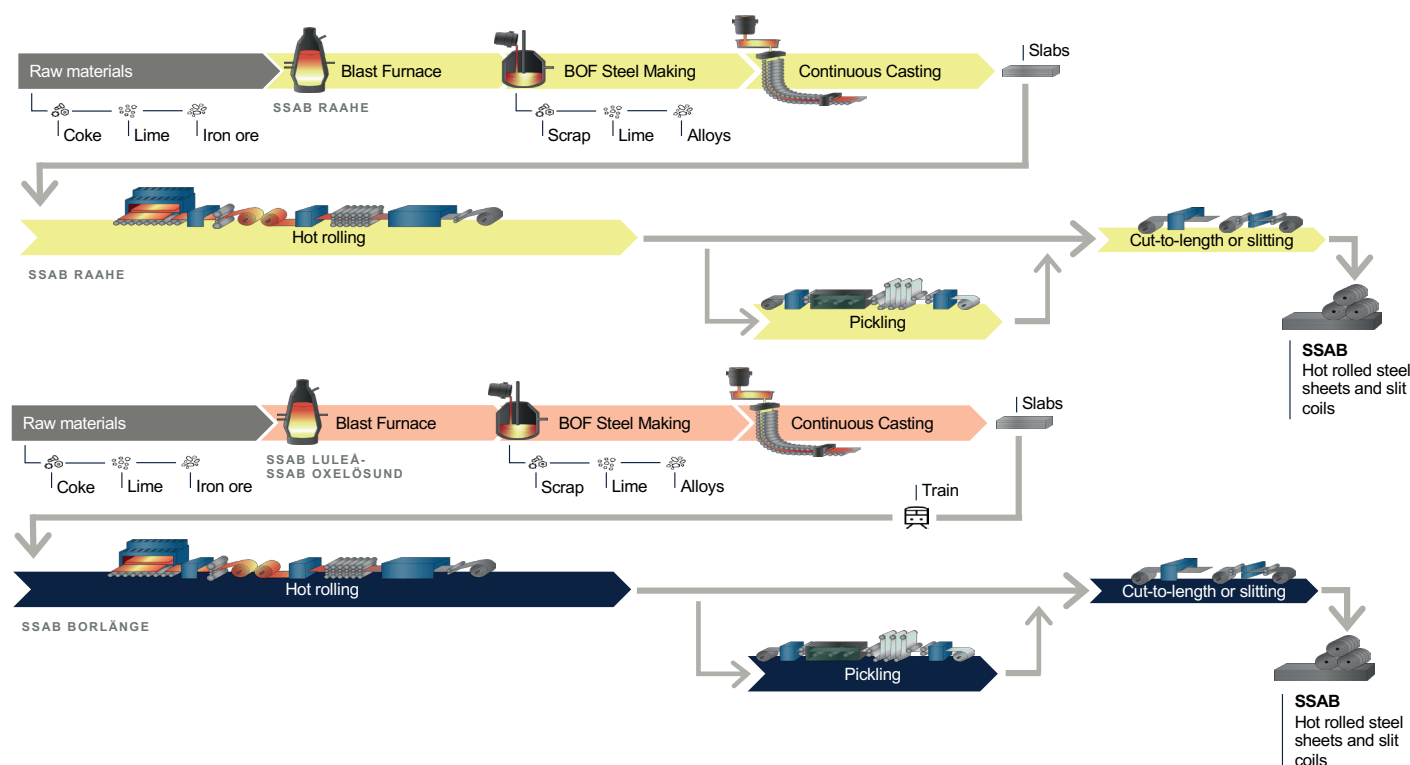 Slabs
Raw materials
Blast Furnace
BOF Steel Making
Continuous Casting
SSAB RAAHE
Coke
Lime
Iron ore
Scrap
Lime
Alloys
Hot rolling
Cut-to-length or slitting
SSAB RAAHE
Pickling
SSAB
Hot rolled steel
sheets and slit
coils
Slabs
Raw materials
Blast Furnace
BOF Steel Making
Continuous Casting
SSAB LULEÅ-
SSAB OXELÖSUND
Coke
Lime
Iron ore
Scrap
Lime
Alloys
Train
Hot rolling
Cut-to-length or slitting
SSAB BORLÄNGE
Pickling
SSAB
Hot rolled steel
sheets and slit
coils